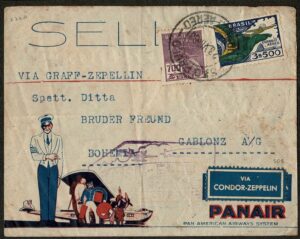 SELL
VIA GRAFF-ZEPPELIN
Spett. Ditta
BRUDER FREUND
GABLONZ A/G
BOHEMIA
700
BRASIL
3$500
AEREO
VIA
CONDOR-ZEPPELIN
PANAIR
PAN AMERICAN AIRWAYS SYSTEM